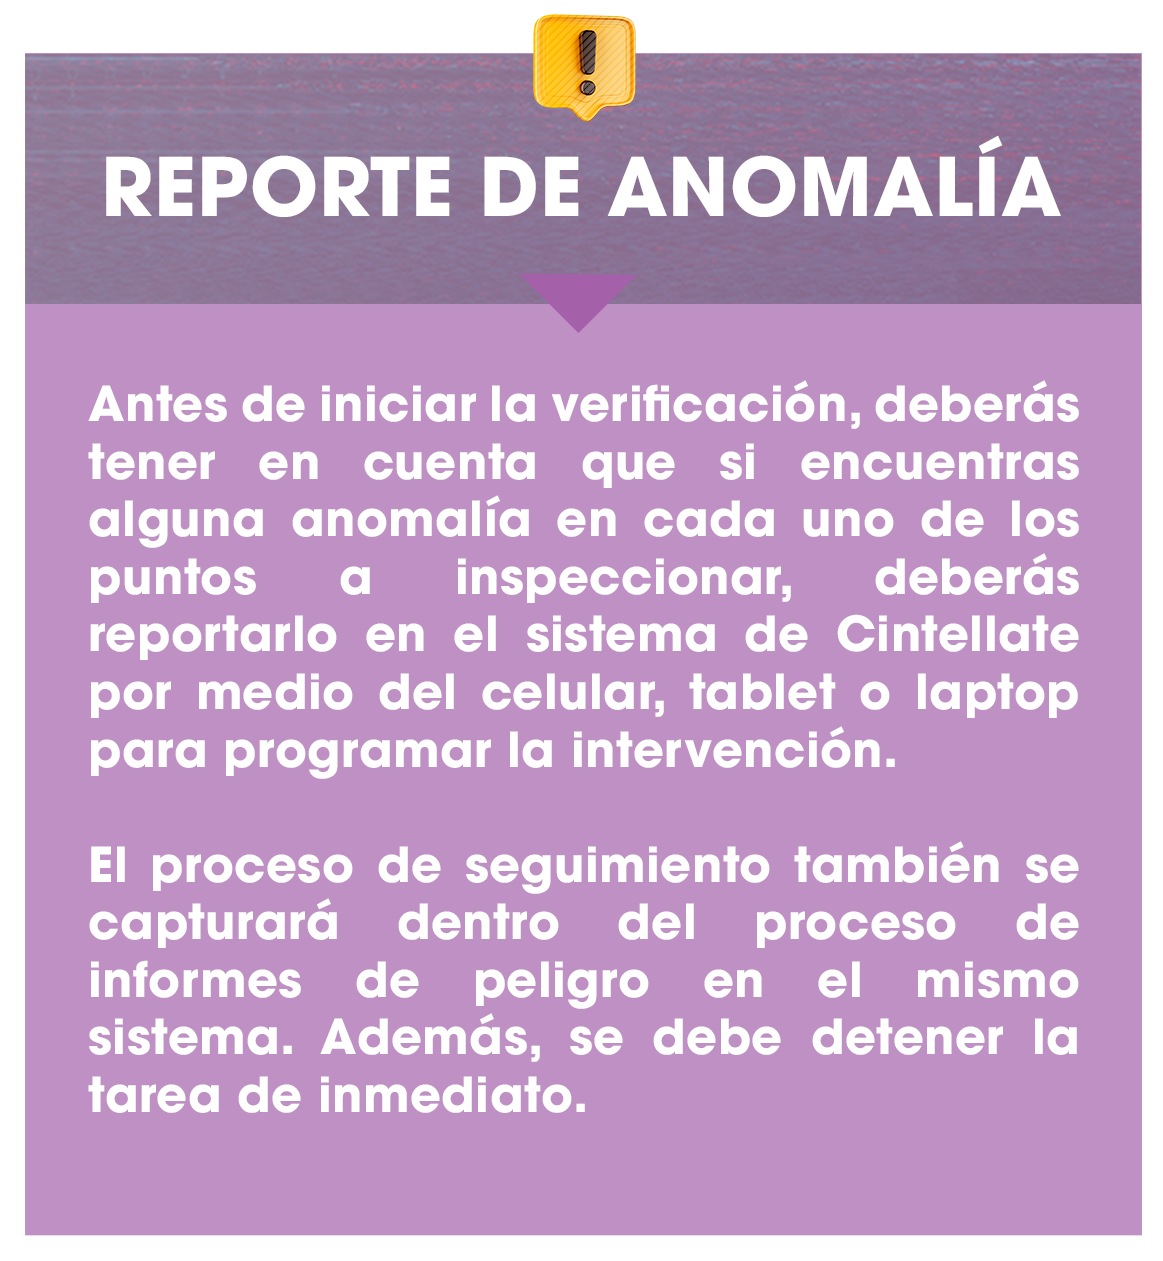 REPORTE DE ANOMALÍA
Antes de iniciar la verificación, deberás
tener en cuenta que si encuentras
alguna anomalía en cada uno de los
puntos a inspeccionar, deberás
reportarlo en el sistema de Cintellate
por medio del celular, tablet o laptop
para programar la intervención.
El proceso de seguimiento también se
capturará dentro del proceso de
informes de peligro en el mismo
sistema. Además, se debe detener la
tarea de inmediato.